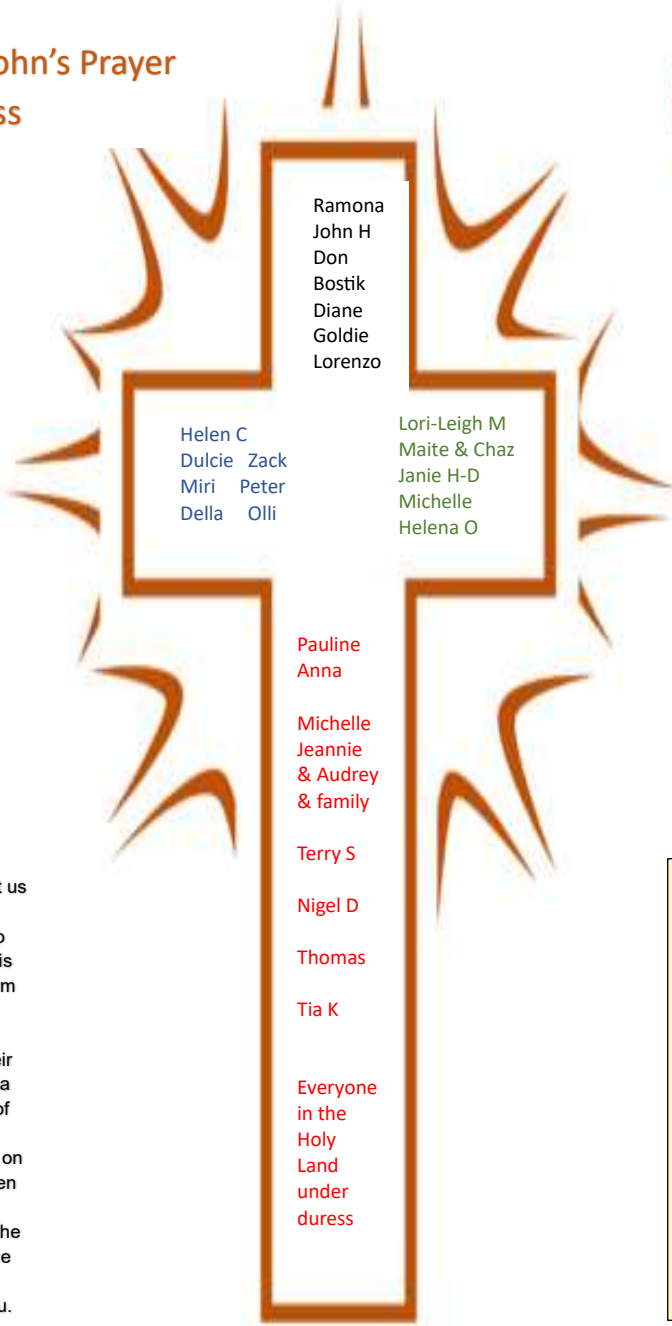 ohn's Prayer
ss
Ramona
John H
Don
Bostik
Diane
Goldie
Lorenzo
Helen C
Dulcie Zack
Miri Peter
Della Olli
Lori-Leigh M
Maite & Chaz
Janie H-D
Michelle
Helena O
Pauline
Anna
Michelle
Jeannie
& Audrey
& family
Terry S
Nigel D
Thomas
Tia K
Everyone
in the
Holy
Land
under
duress
t us
o
is
rm
eir
a
of
on
en
he
e
u.